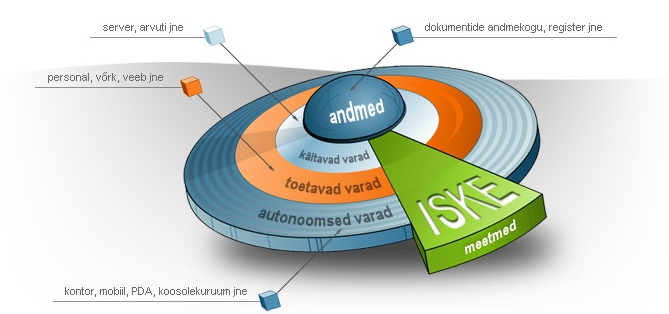 server, arvuti jne
dokumentide andmekogu, register jne
personal, võrk, veeb jne
andmed
käitavad varad
toetavad varad
autonoomsed varad
ISKE
meetmed
kontor, mobiil, PDA, koosolekuruum jne